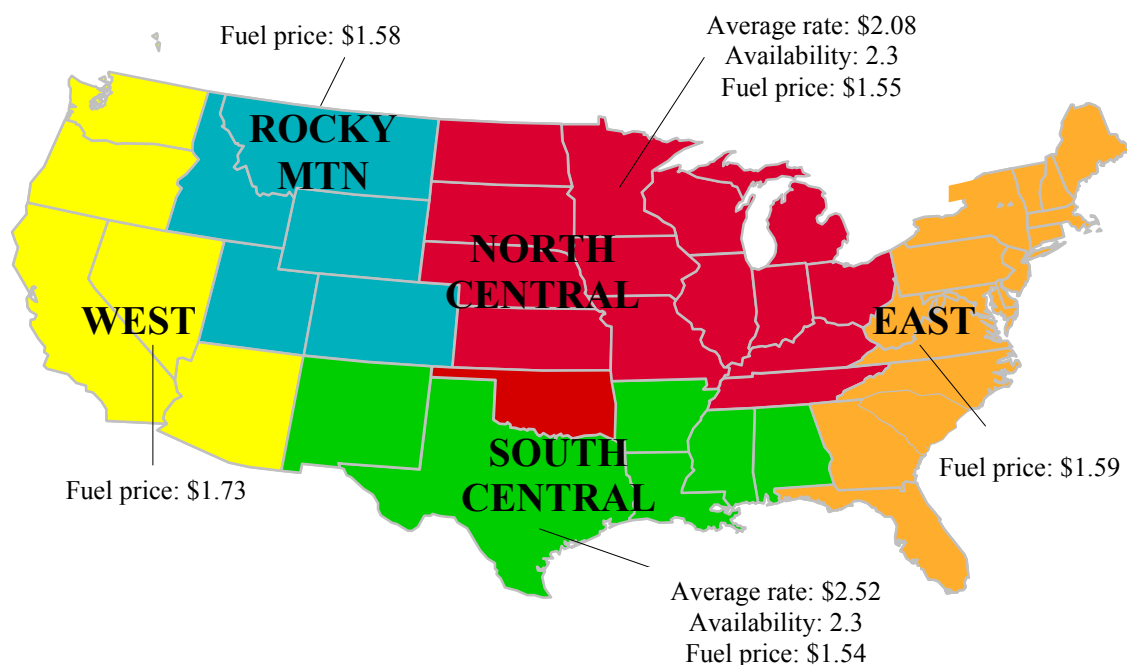 Average rate: $2.08
Fuel price: $1.58
Availability: 2.3
Fuel price: $1.55
ROCKY
MTN
NORTH
CENTRAL
WEST
EAST
SOUTH
CENTRAL
Fuel price: $1.59
Fuel price: $1.73
Average rate: $2.52
Availability: 2.3
Fuel price: $1.54